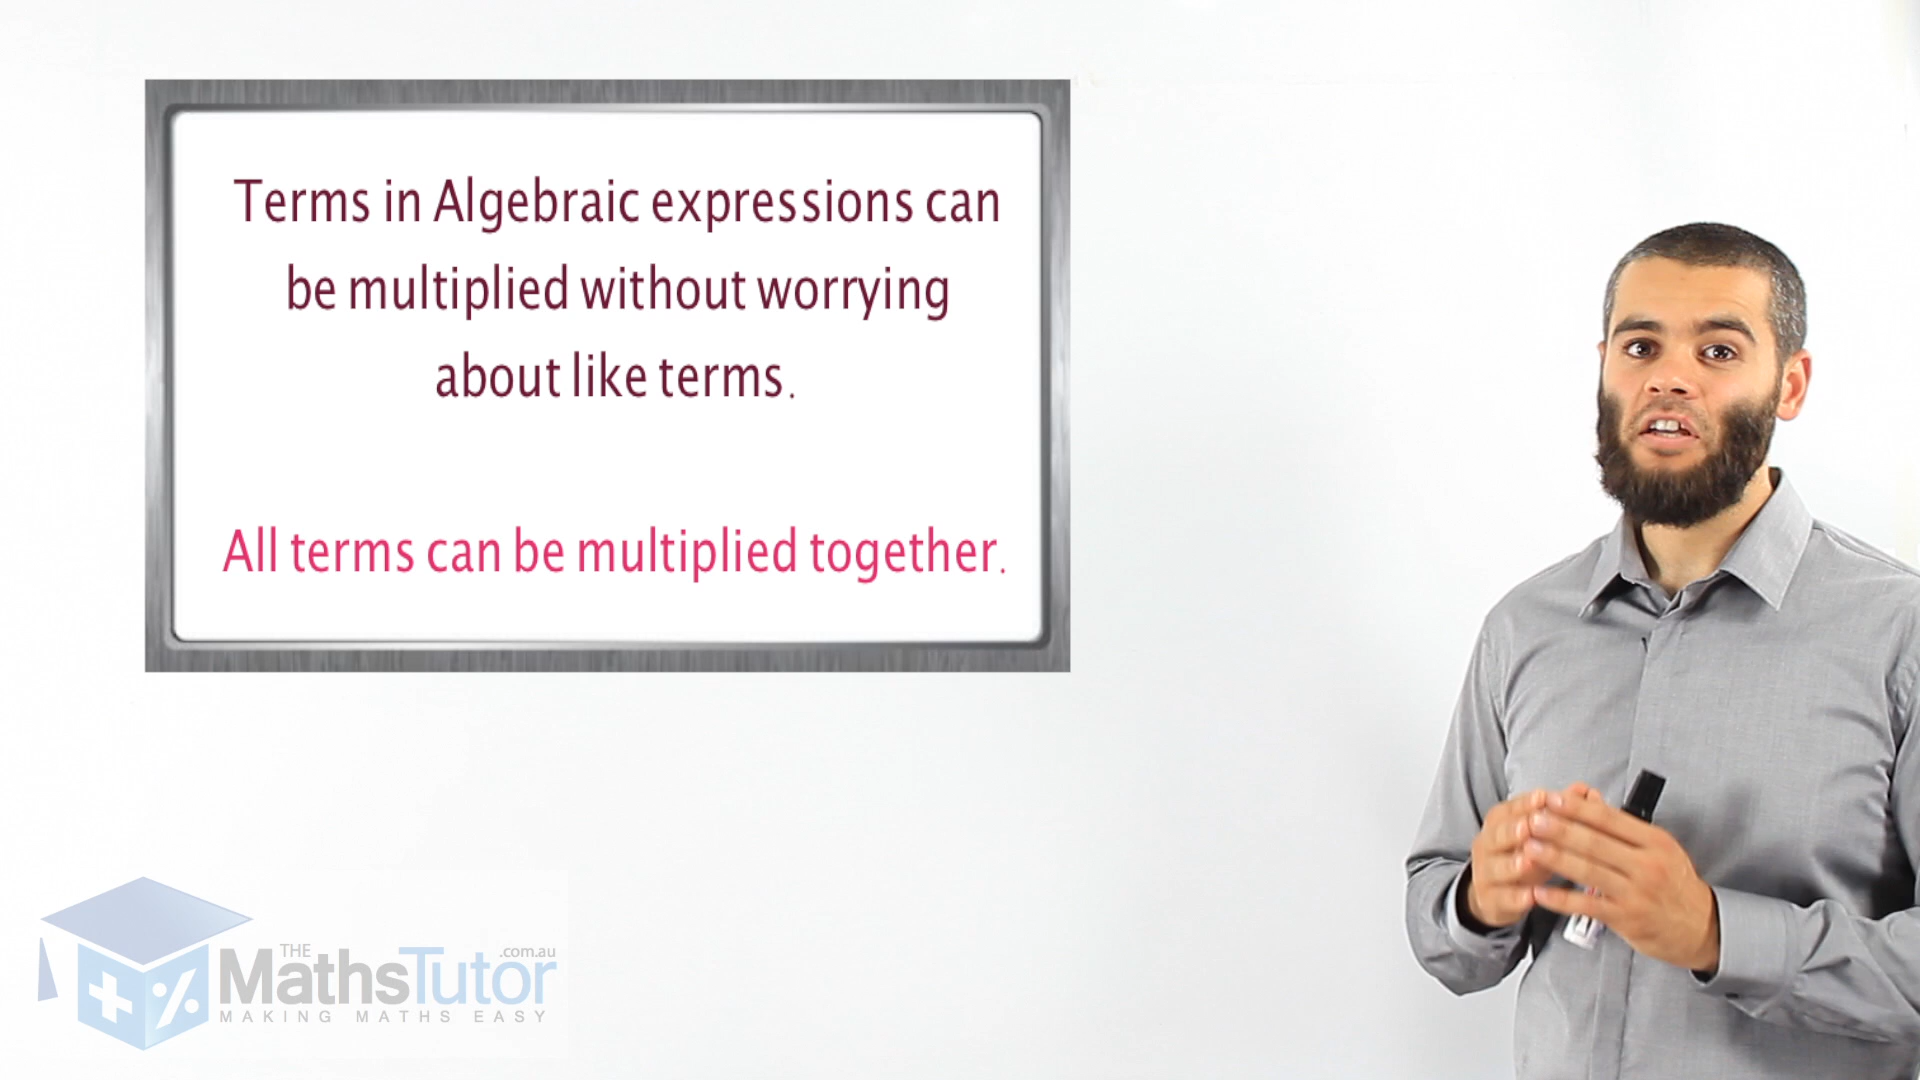 Terms in Algebraic expressions can
be multiplied without worrying
about like terms.
All terms can be multiplied together.
THE
MathsTutor
.com.au
MAKING MATHS EASY